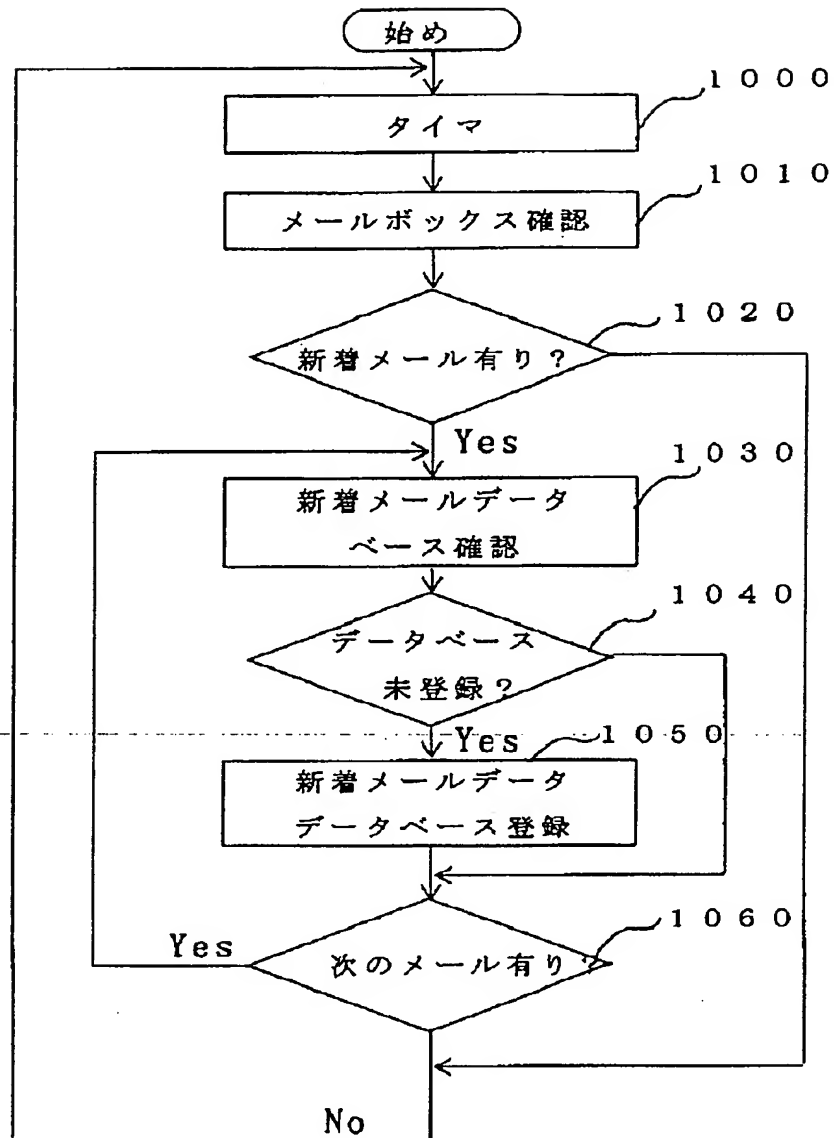 始め
1000
タイマ
1010
メールボックス確認
1020
新着メール有り?
Yes
1030
新着メールデータ
ベース確認
1040
データベース
未登録?
Yes
1050
新着メールデータ
データベース登録
1060
Yes
次のメール有り?
No